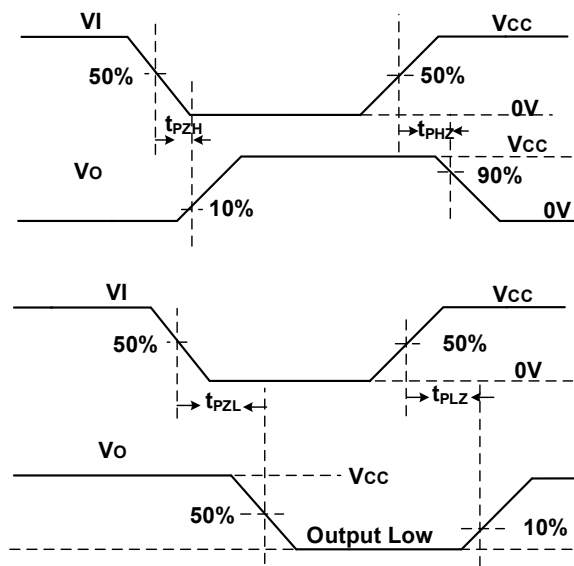 VI
VCC
50%
50%
0V
tPZH
tPHZ
VCC
VO
90%
10%
0V
VI
VCC
50%
50%
0V
tPZL
tPLZ
VO
VCC
50%
Output Low
10%